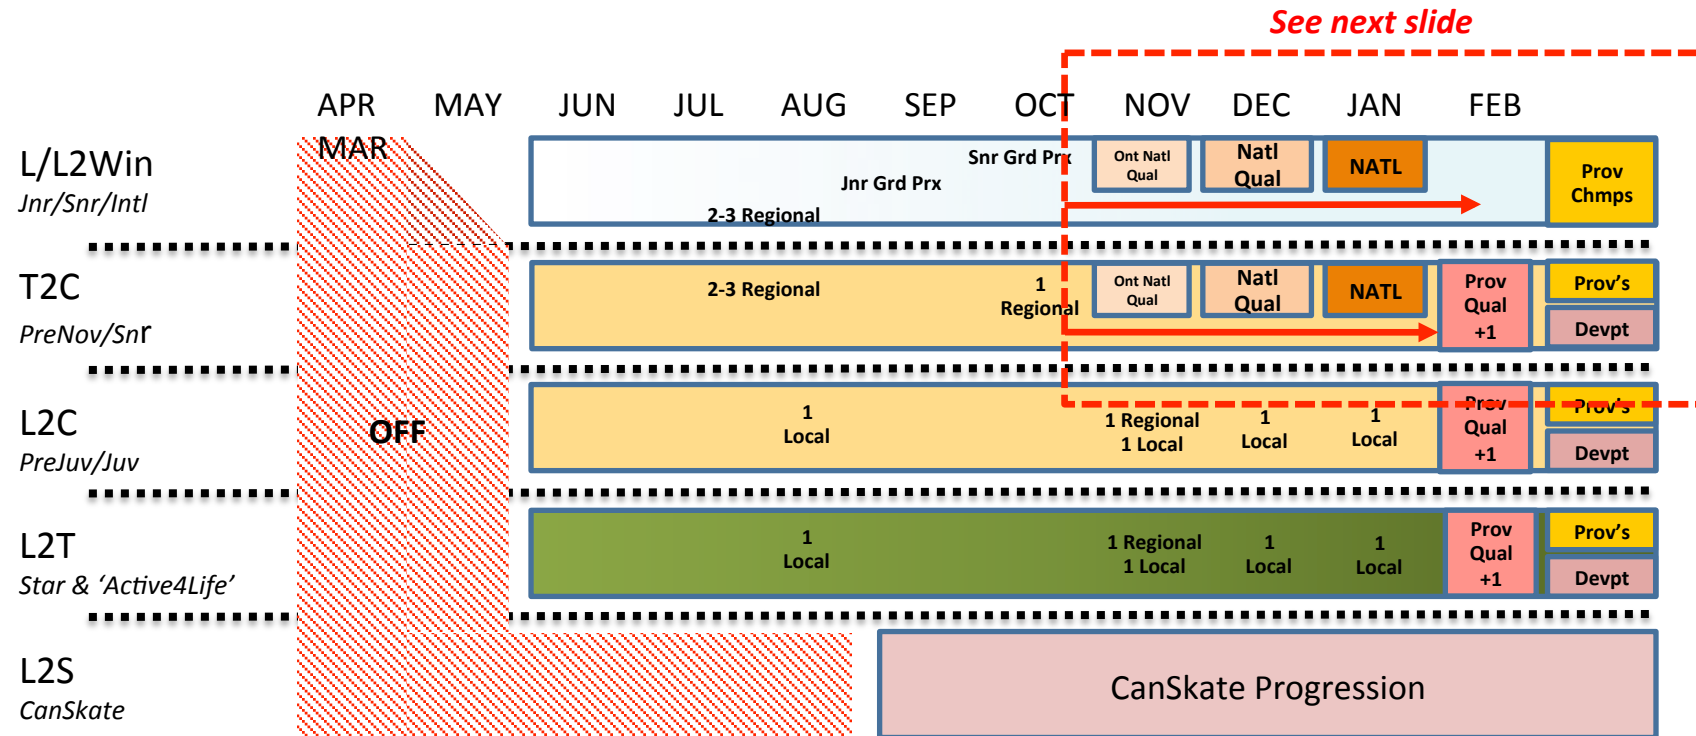 See next slide
APR MAY JUN JUL AUG SEP OCT NOV DEC JAN FEB
MAR
L/L2Win
Jnr/Snr/Intl
Snr Grd Prx
Jnr Grd Prx
2-3 Regional
Ont Natl
Qual
Natl
Qual
NATL
Prov
Chmps
T2C
PreNov/Snr
2-3 Regional
1
Regional
Ont Natl
Qual
Natl
Qual
NATL
Prov
Qual
+1
Prov's
Devpt
L2C
PreJuv/Juv
OFF
1
Local
1 Regional
1 Local
1
Local
1
Local
Prov
Qual
+1
Prov's
Devpt
L2T
Star & ‘Active4Life’
1
Local
1 Regional
1 Local
1
Local
1
Local
Prov
Qual
+1
Prov's
Devpt
L2S
CanSkate
CanSkate Progression